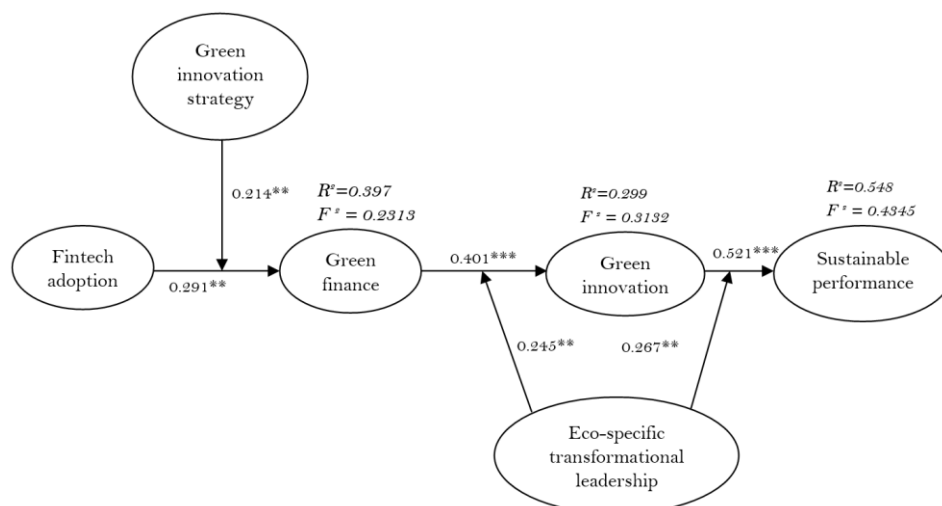 Green
innovation
strategy
0.214**
R²=0.397
F² = 0.2313
R²=0.299
F² = 0.3132
R²=0.548
F² = 0.4345
Fintech
adoption
0.291**
Green
finance
0.401***
Green
innovation
0.521***
Sustainable
performance
0.245**
0.267**
Eco-specific
transformational
leadership